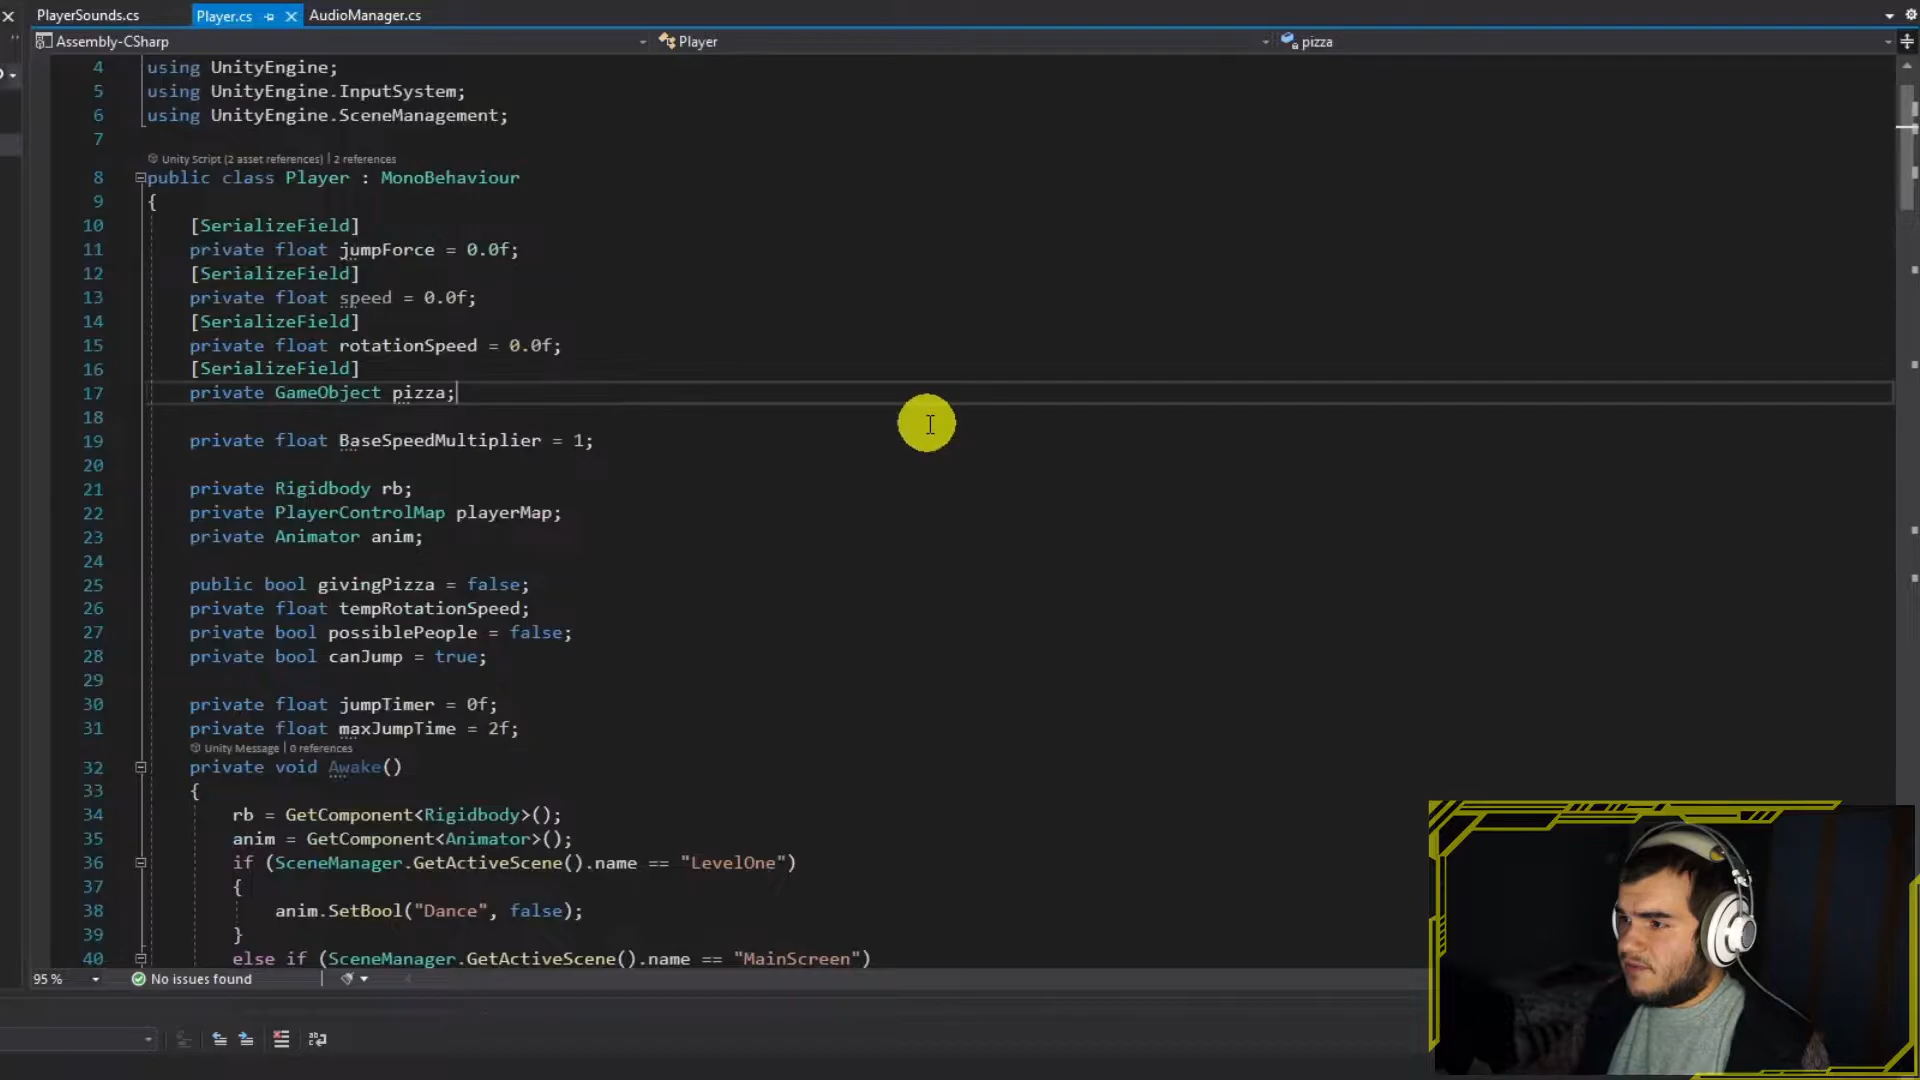 PlayerSounds.cs
Player.cs
AudioManager.cs
Assembly-CSharp
Player
pizza
4 using UnityEngine;
5 using UnityEngine.InputSystem;
6 using UnityEngine.SceneManagement;
7
Unity Script (2 asset references) | 2 references
8 public class Player : MonoBehaviour
9 {
10 [SerializeField]
11 private float jumpForce = 0.0f;
12 [SerializeField]
13 private float speed = 0.0f;
14 [SerializeField]
15 private float rotationSpeed = 0.0f;
16 [SerializeField]
17 private GameObject pizza;
18
19 private float BaseSpeedMultiplier = 1;
20
21 private Rigidbody rb;
22 private PlayerControlMap playerMap;
23 private Animator anim;
24
25 public bool givingPizza = false;
26 private float tempRotationSpeed;
27 private bool possiblePeople = false;
28 private bool canJump = true;
29
30 private float jumpTimer = 0f;
31 private float maxJumpTime = 2f;
Unity Message | 0 references
32 private void Awake()
33 {
34 rb = GetComponent<Rigidbody>();
35 anim = GetComponent<Animator>();
36 if (SceneManager.GetActiveScene().name == "LevelOne")
37 {
38 anim.SetBool("Dance", false);
39 }
40 else if (SceneManager.GetActiveScene().name == "MainScreen")
95 %
No issues found